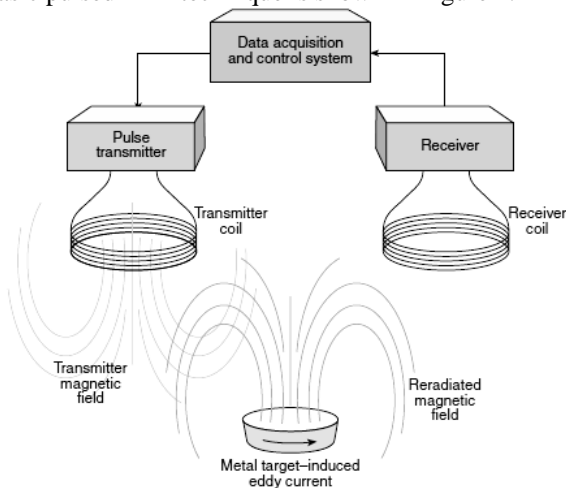 Data acquisition
and control system
Pulse
transmitter
Receiver
Transmitter
coil
Receiver
coil
Transmitter
magnetic
field
Reradiated
magnetic
field
Metal target–induced
eddy current